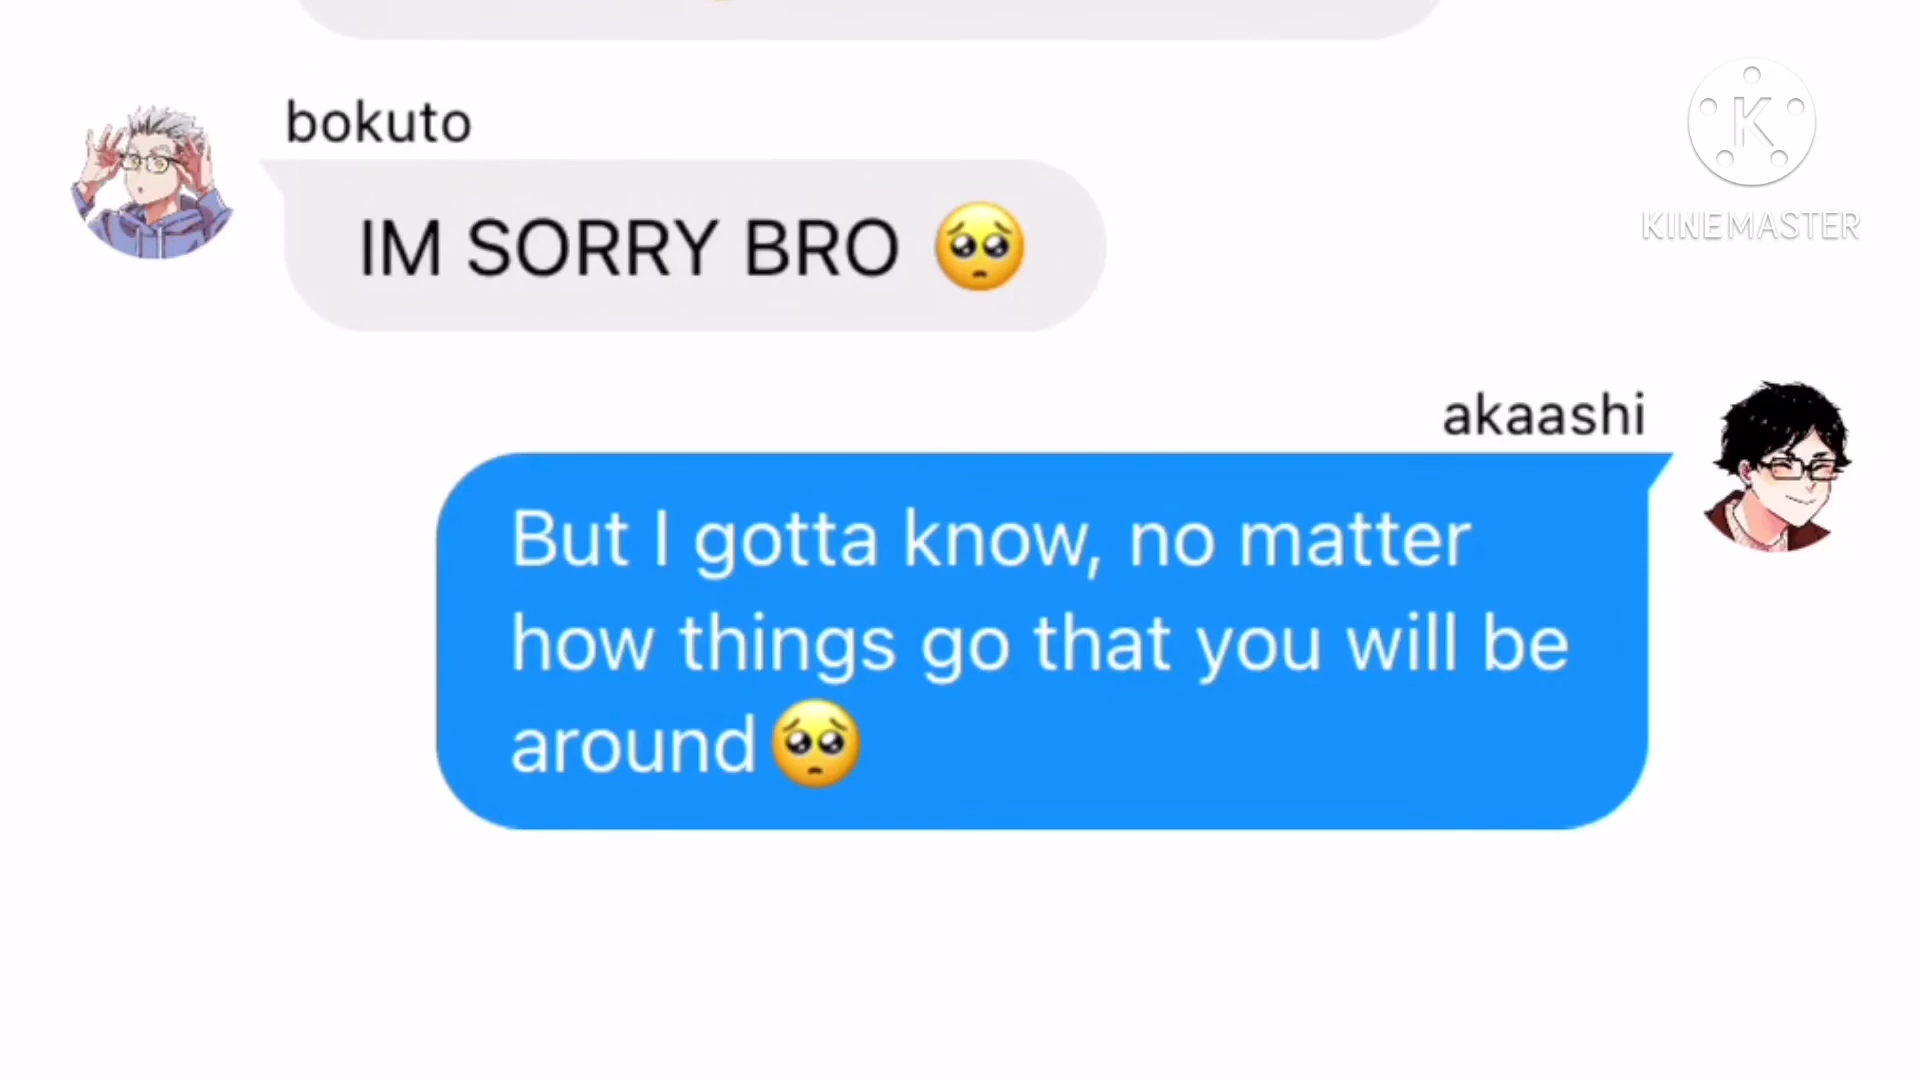 bokuto
IM SORRY BRO 🥺
K
KINEMASTER
akaashi
But I gotta know, no matter
how things go that you will be
around🥺